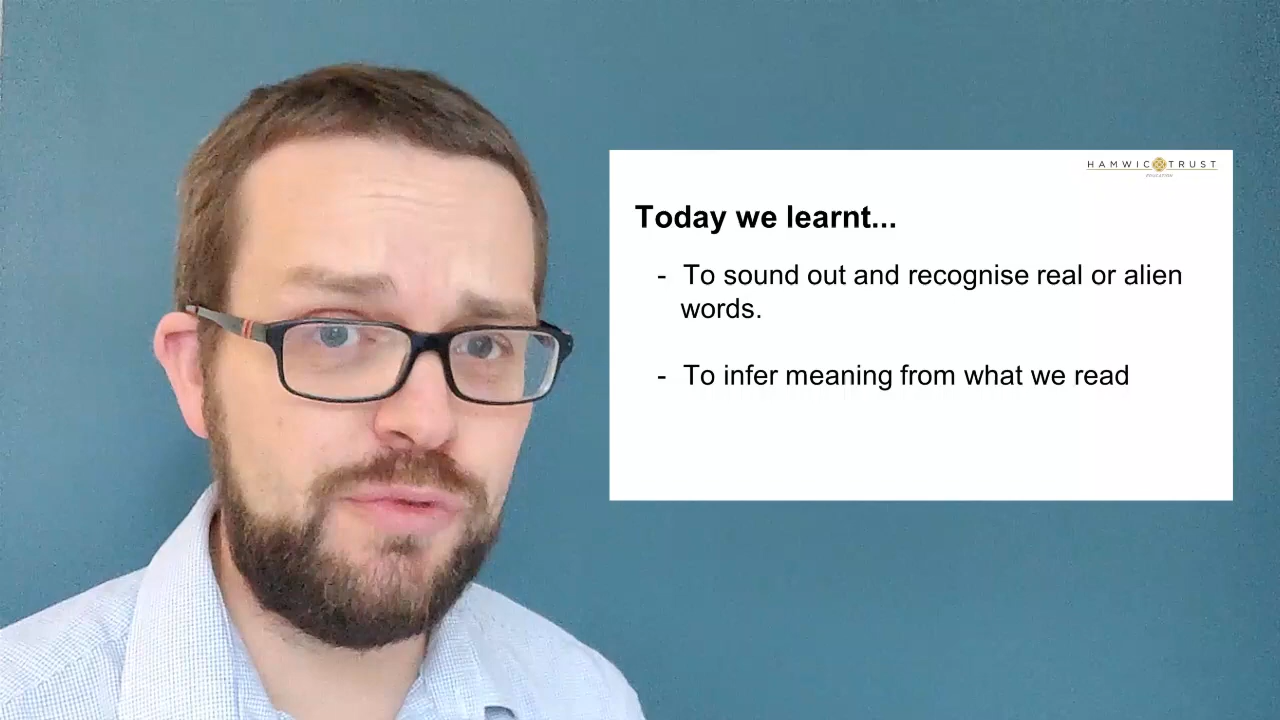 HAMWIC TRUST
EDUCATION
Today we learnt...
- To sound out and recognise real or alien
words.
- To infer meaning from what we read